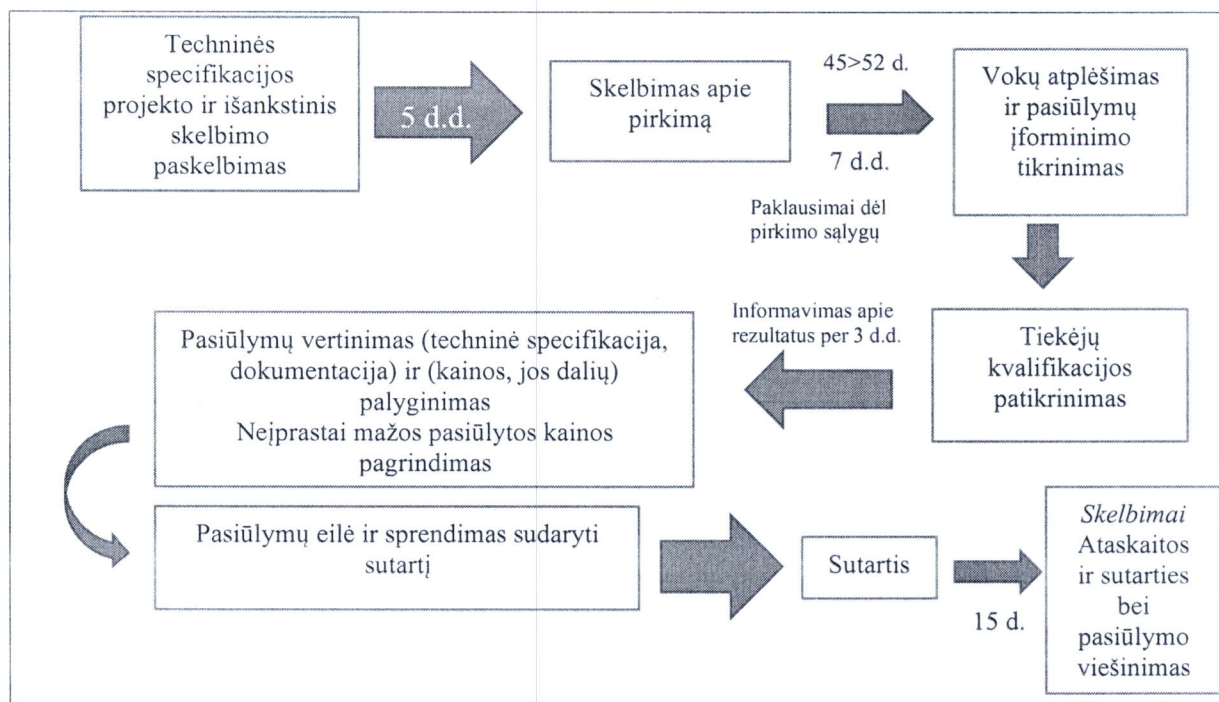 Techninės
specifikacijos
projekto ir išankstinis
skelbimo
paskelbimas
5 d.d.
Skelbimas apie
pirkimą
45>52 d.
7 d.d.
Paklausimai dėl
pirkimo sąlygų
Vokų atplėšimas
ir pasiūlymų
įforminimo
tikrinimas
Tiekėjų
kvalifikacijos
patikrinimas
Informavimas apie
rezultatus per 3 d.d.
Pasiūlymų vertinimas (techninė specifikacija,
dokumentacija) ir (kainos, jos dalių)
palyginimas
Neįprastai mažos pasiūlytos kainos
pagrindimas
Pasiūlymų eilė ir sprendimas sudaryti
sutartį
Sutartis
15 d.
Skelbimai
Ataskaitos
ir sutarties
bei
pasiūlymo
viešinimas